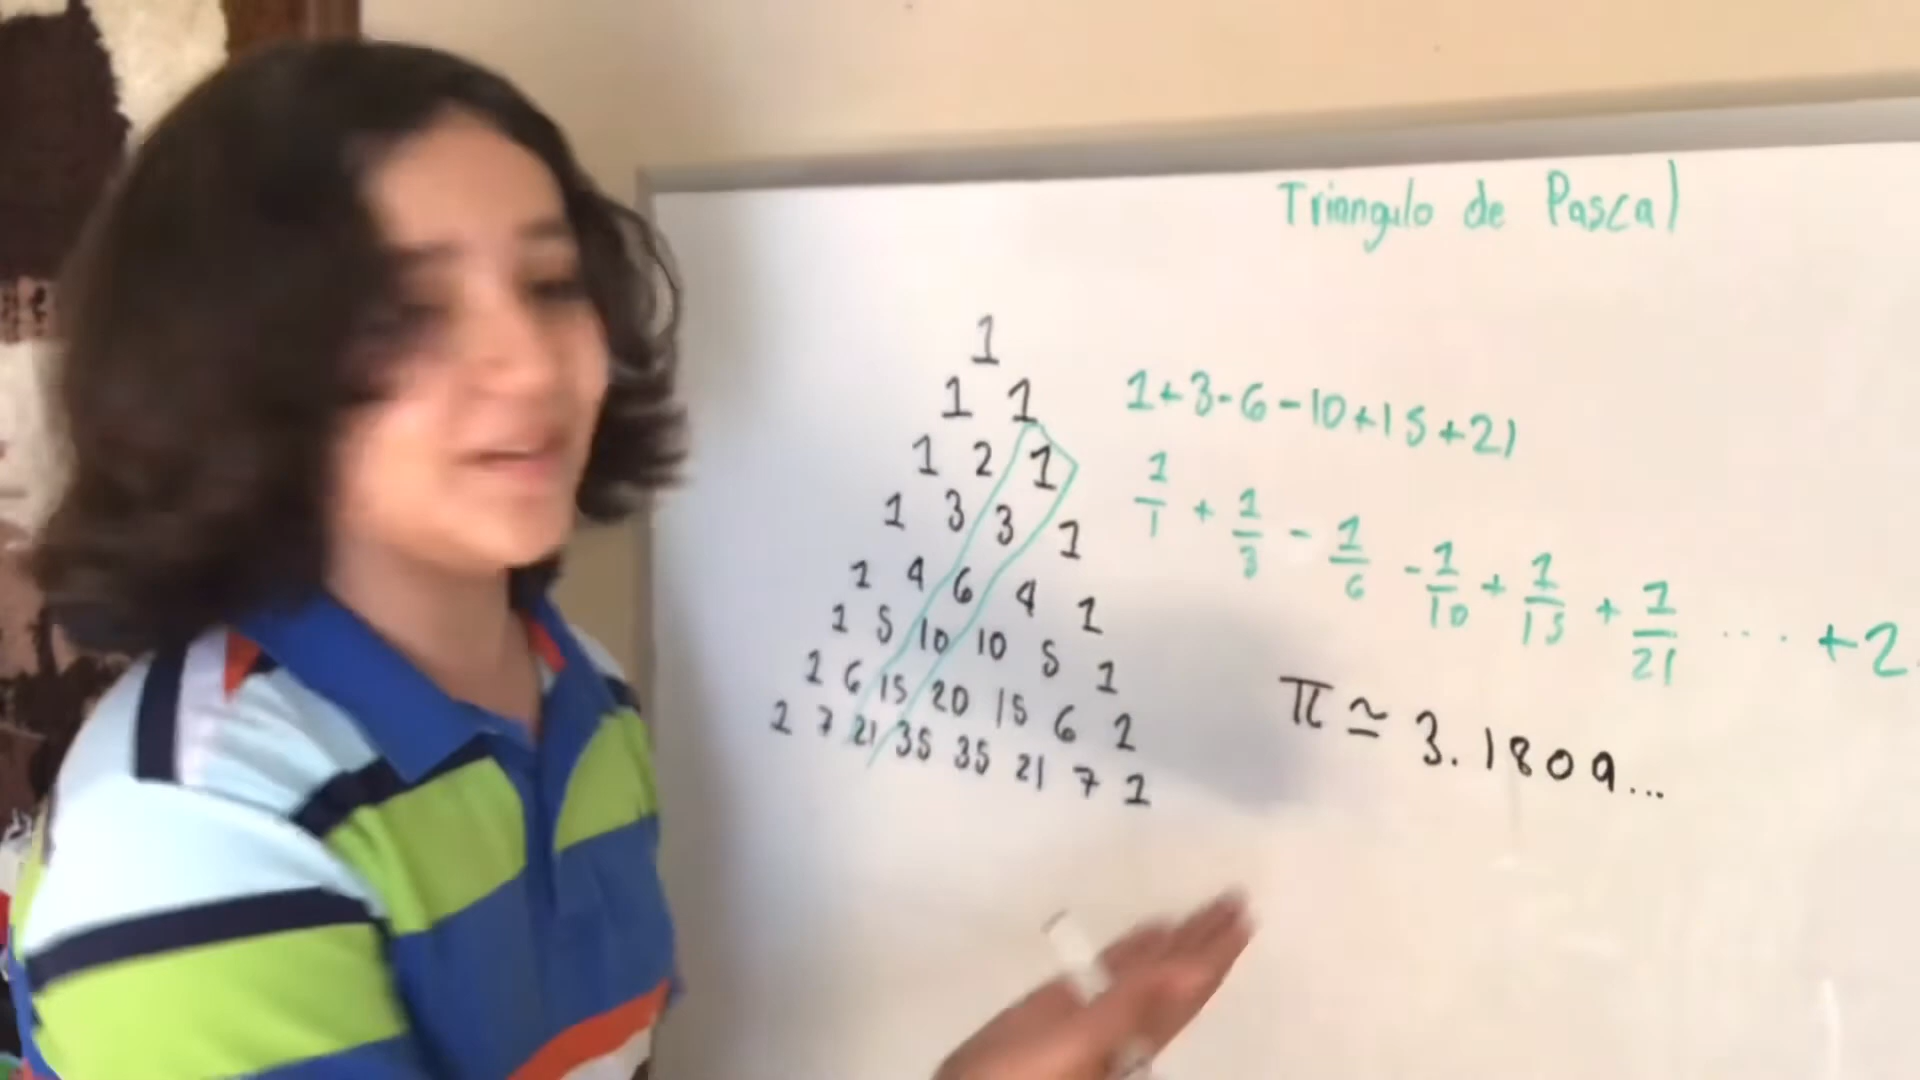 Triangulo de Pascal
1
1 1
1 2 1
1 3 3 1
1 4 6 4 1
1 5 10 10 5 1
1 6 15 20 15 6 1
1 7 21 35 35 21 7 1
1+3-6-10+15+21
1/1 + 1/3 - 1/6 - 1/10 + 1/15 + 1/21 .... +2
π ≃ 3.1809...